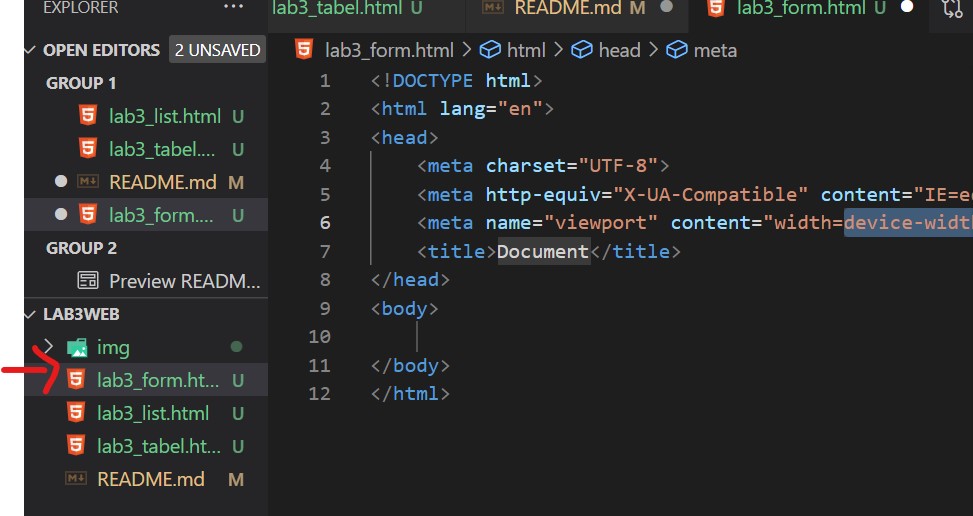 EXPLORER ...
OPEN EDITORS 2 UNSAVED
GROUP 1
lab3_list.html U
lab3_tabel.... U
README.md M
lab3_form.... U
GROUP 2
Preview READM...
LAB3WEB
img
lab3_form.ht... U
lab3_list.html U
lab3_tabel.ht... U
README.md M
lab3_tabel.html U README.md M lab3_form.html U
lab3_form.html > html > head > meta
1 <!DOCTYPE html>
2 <html lang="en">
3 <head>
4 <meta charset="UTF-8">
5 <meta http-equiv="X-UA-Compatible" content="IE=ed
6 <meta name="viewport" content="width=device-width
7 <title>Document</title>
8 </head>
9 <body>
10
11 </body>
12 </html>